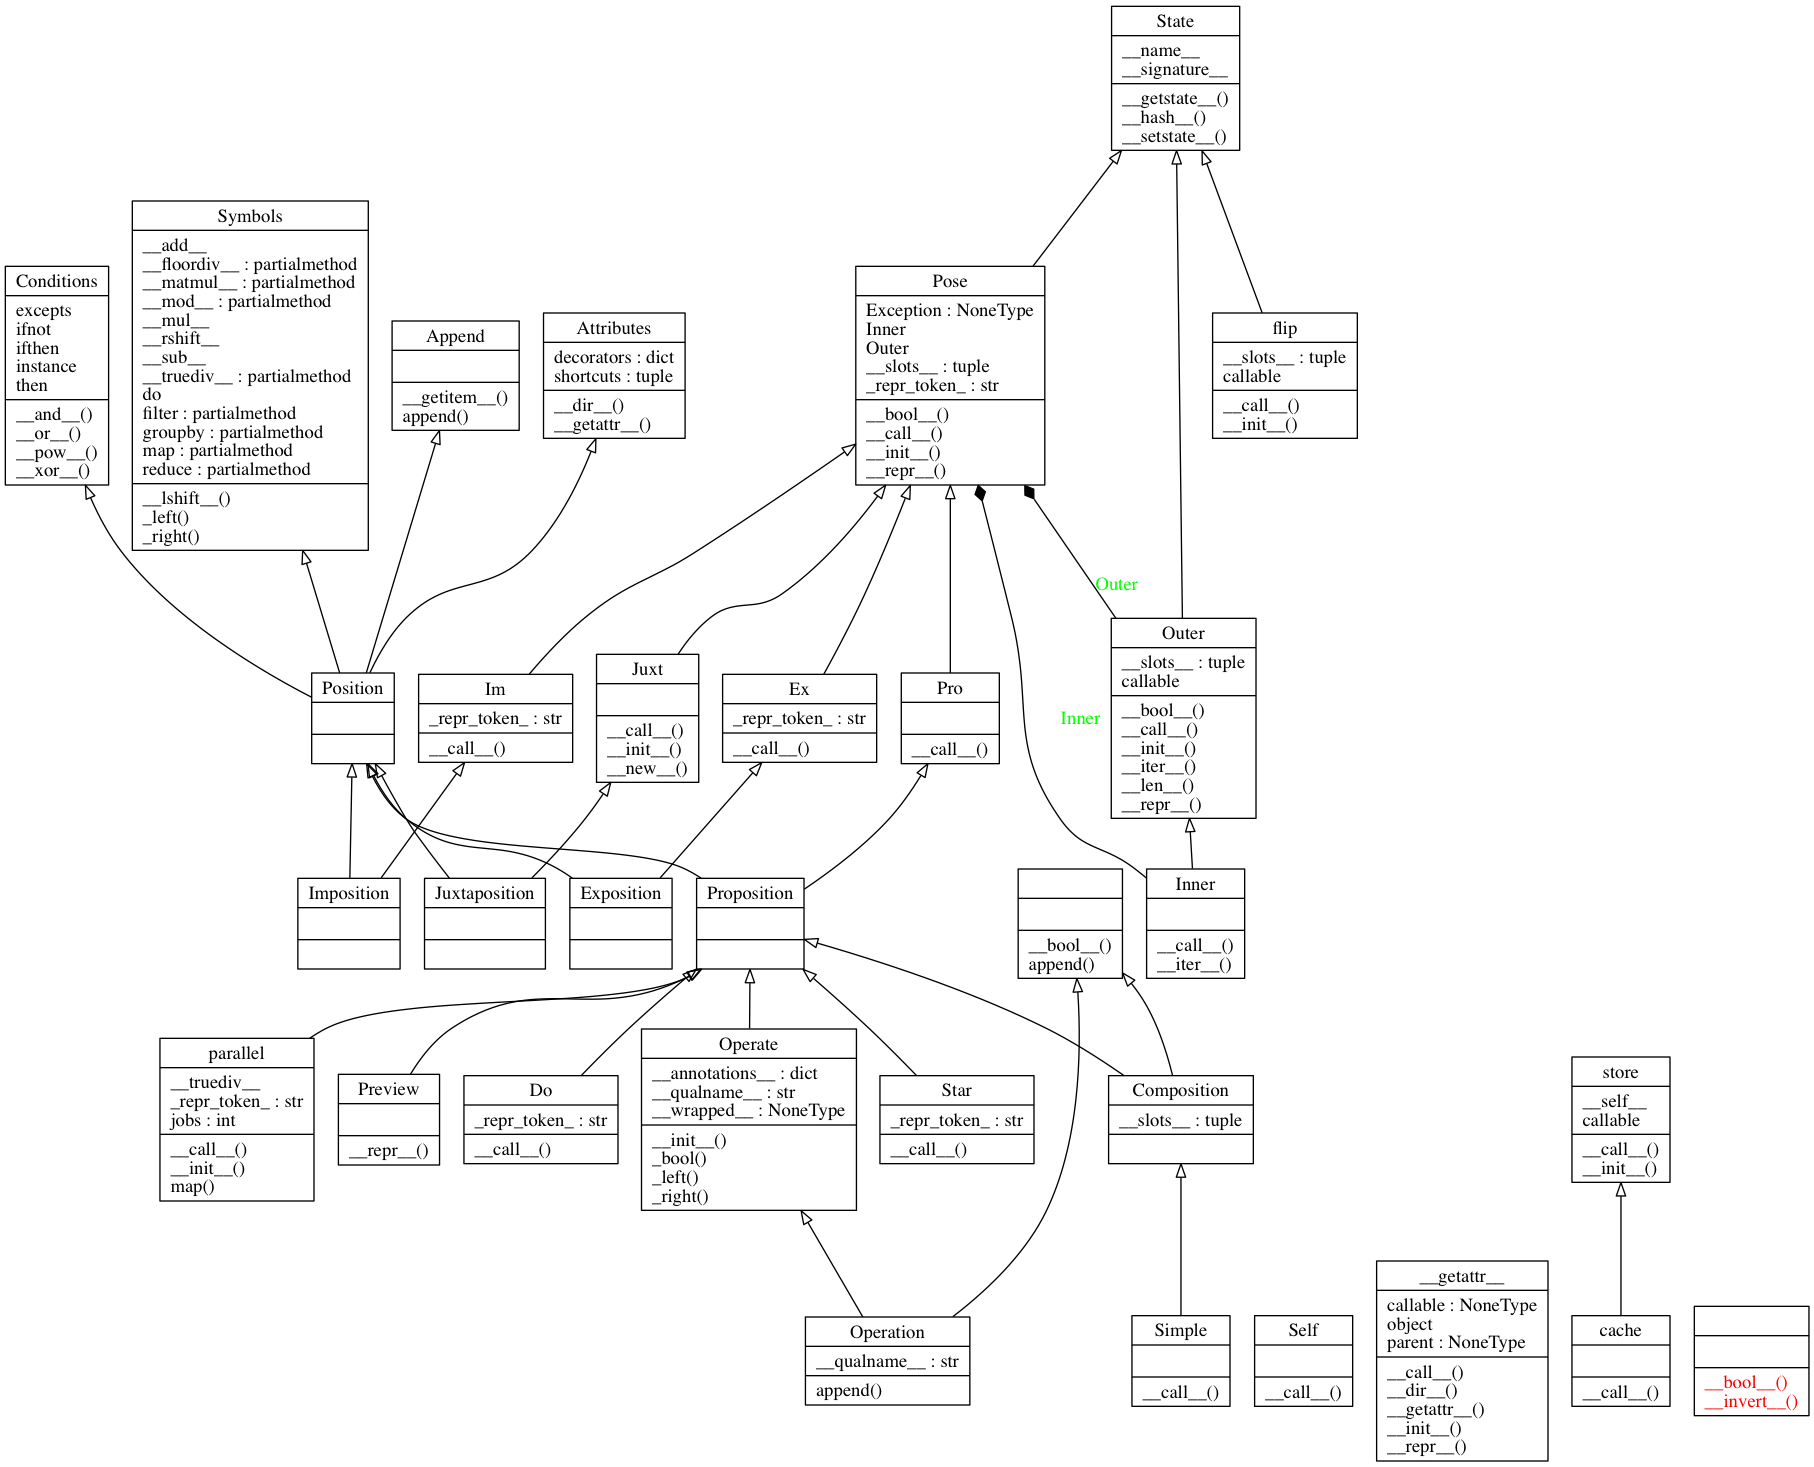 State
__name__
__signature__
__getstate__()
__hash__()
__setstate__()
Symbols
__add__
__floordiv__ : partialmethod
__matmul__ : partialmethod
__mod__ : partialmethod
__mul__
__rshift__
__sub__
__truediv__ : partialmethod
do
filter : partialmethod
groupby : partialmethod
map : partialmethod
reduce : partialmethod
__lshift__()
_left()
_right()
Conditions
excepts
ifnot
ifthen
instance
then
__and__()
__or__()
__pow__()
__xor__()
Append
__getitem__()
append()
Attributes
decorators : dict
shortcuts : tuple
__dir__()
__getattr__()
Pose
Exception : NoneType
Inner
Outer
__slots__ : tuple
_repr_token_ : str
__bool__()
__call__()
__init__()
__repr__()
flip
__slots__ : tuple
callable
__call__()
__init__()
Outer
Position
Im
_repr_token_ : str
__call__()
Juxt
__call__()
__init__()
__new__()
Ex
_repr_token_ : str
__call__()
Pro
__call__()
Inner
Outer
__slots__ : tuple
callable
__bool__()
__call__()
__init__()
__iter__()
__len__()
__repr__()
Imposition
Juxtaposition
Exposition
Proposition
__bool__()
append()
Inner
__call__()
__iter__()
parallel
__truediv__
_repr_token_ : str
jobs : int
__call__()
__init__()
map()
Preview
__repr__()
Do
_repr_token_ : str
__call__()
Operate
__annotations__ : dict
__qualname__ : str
__wrapped__ : NoneType
__init__()
_bool()
_left()
_right()
Star
_repr_token_ : str
__call__()
Composition
__slots__ : tuple
store
__self__
callable
__call__()
__init__()
Operation
__qualname__ : str
append()
Simple
__call__()
Self
__call__()
__getattr__
callable : NoneType
object
parent : NoneType
__call__()
__dir__()
__getattr__()
__init__()
__repr__()
cache
__call__()
__bool__()
__invert__()